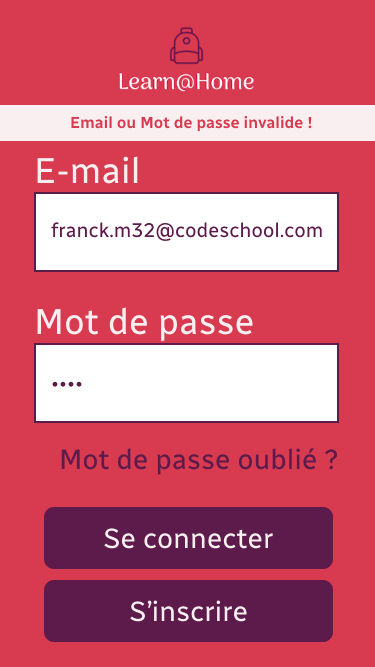 Learn@Home
Email ou Mot de passe invalide !
E-mail
franck.m32@codeschool.com
Mot de passe
••••
Mot de passe oublié ?
Se connecter
S’inscrire